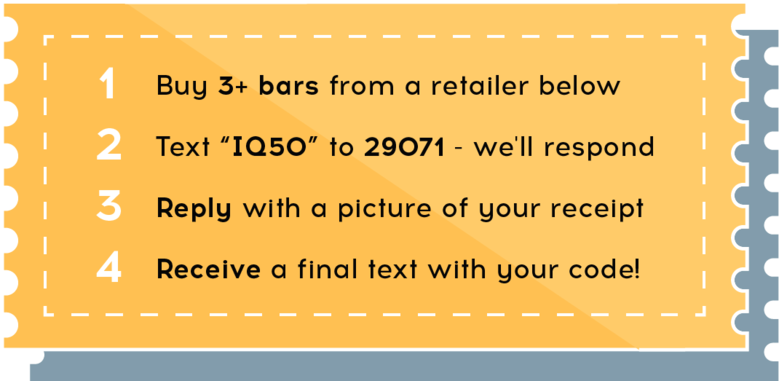 1 Buy 3+ bars from a retailer below
2 Text “IQ50” to 29071 - we'll respond
3 Reply with a picture of your receipt
4 Receive a final text with your code!